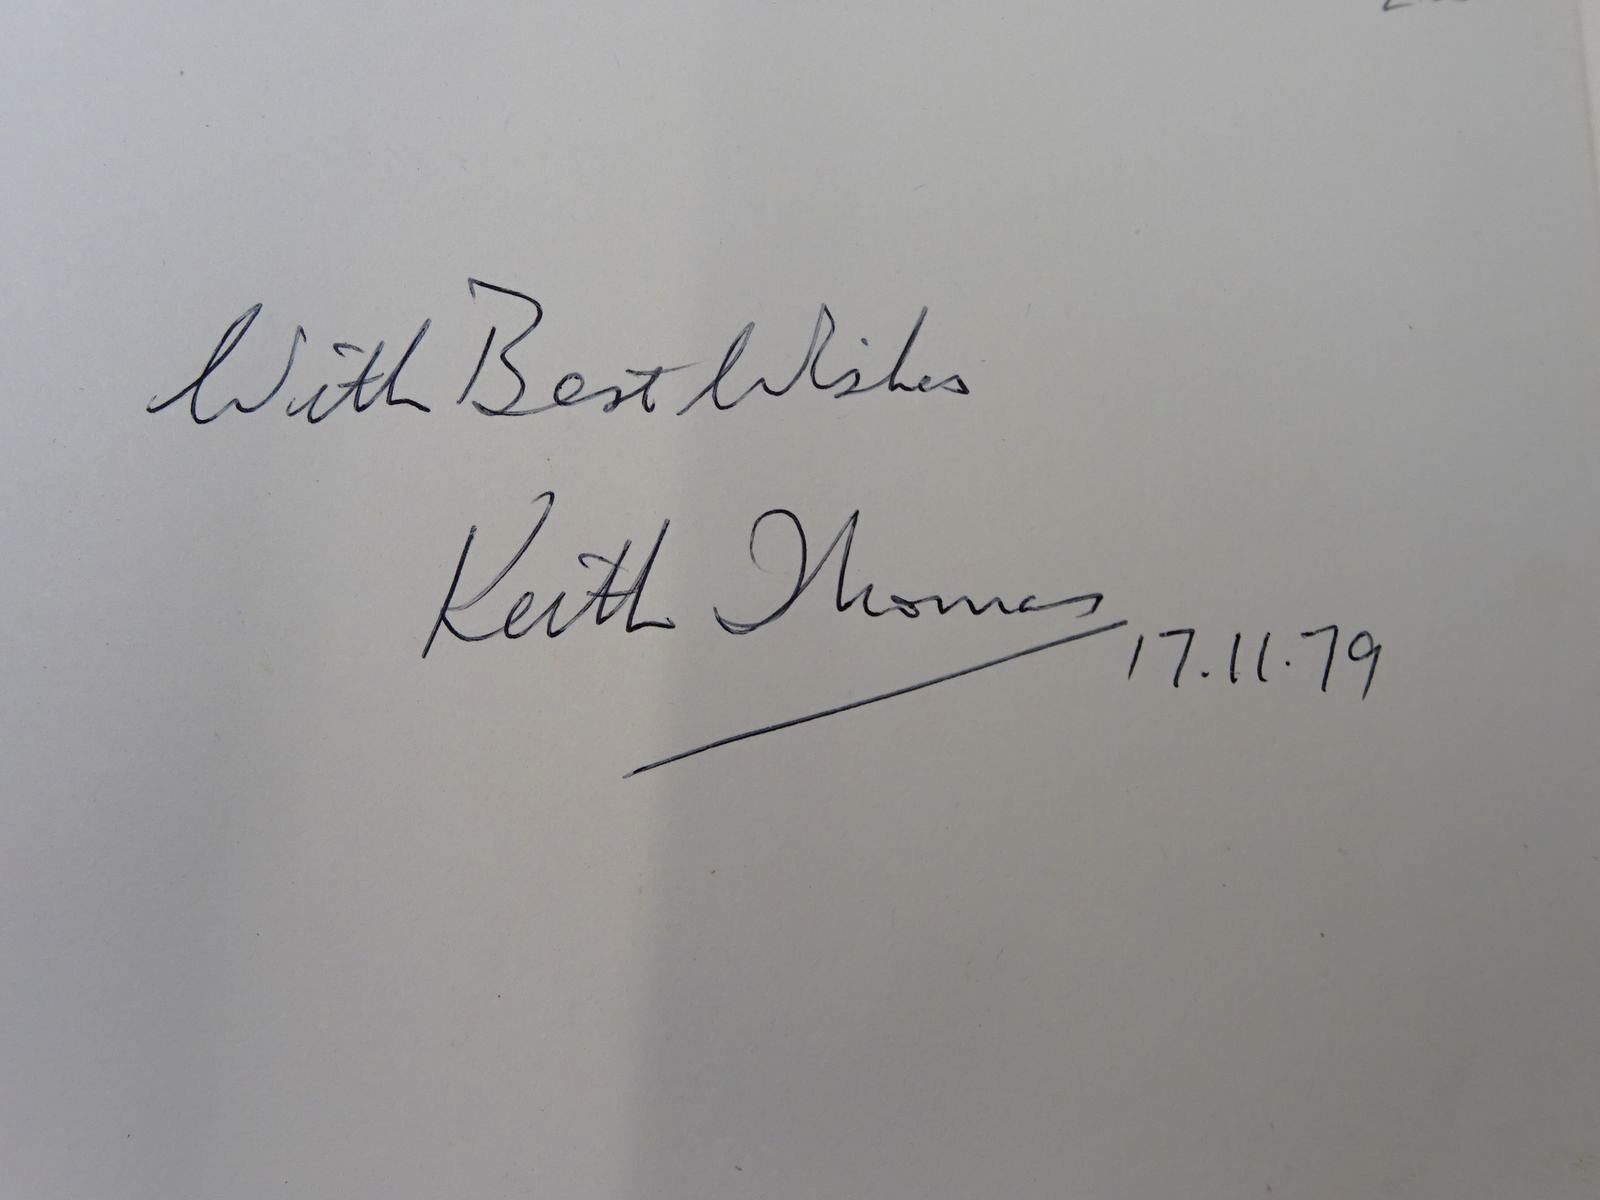 With Best Wishes
Keith Thomas
17.11.79